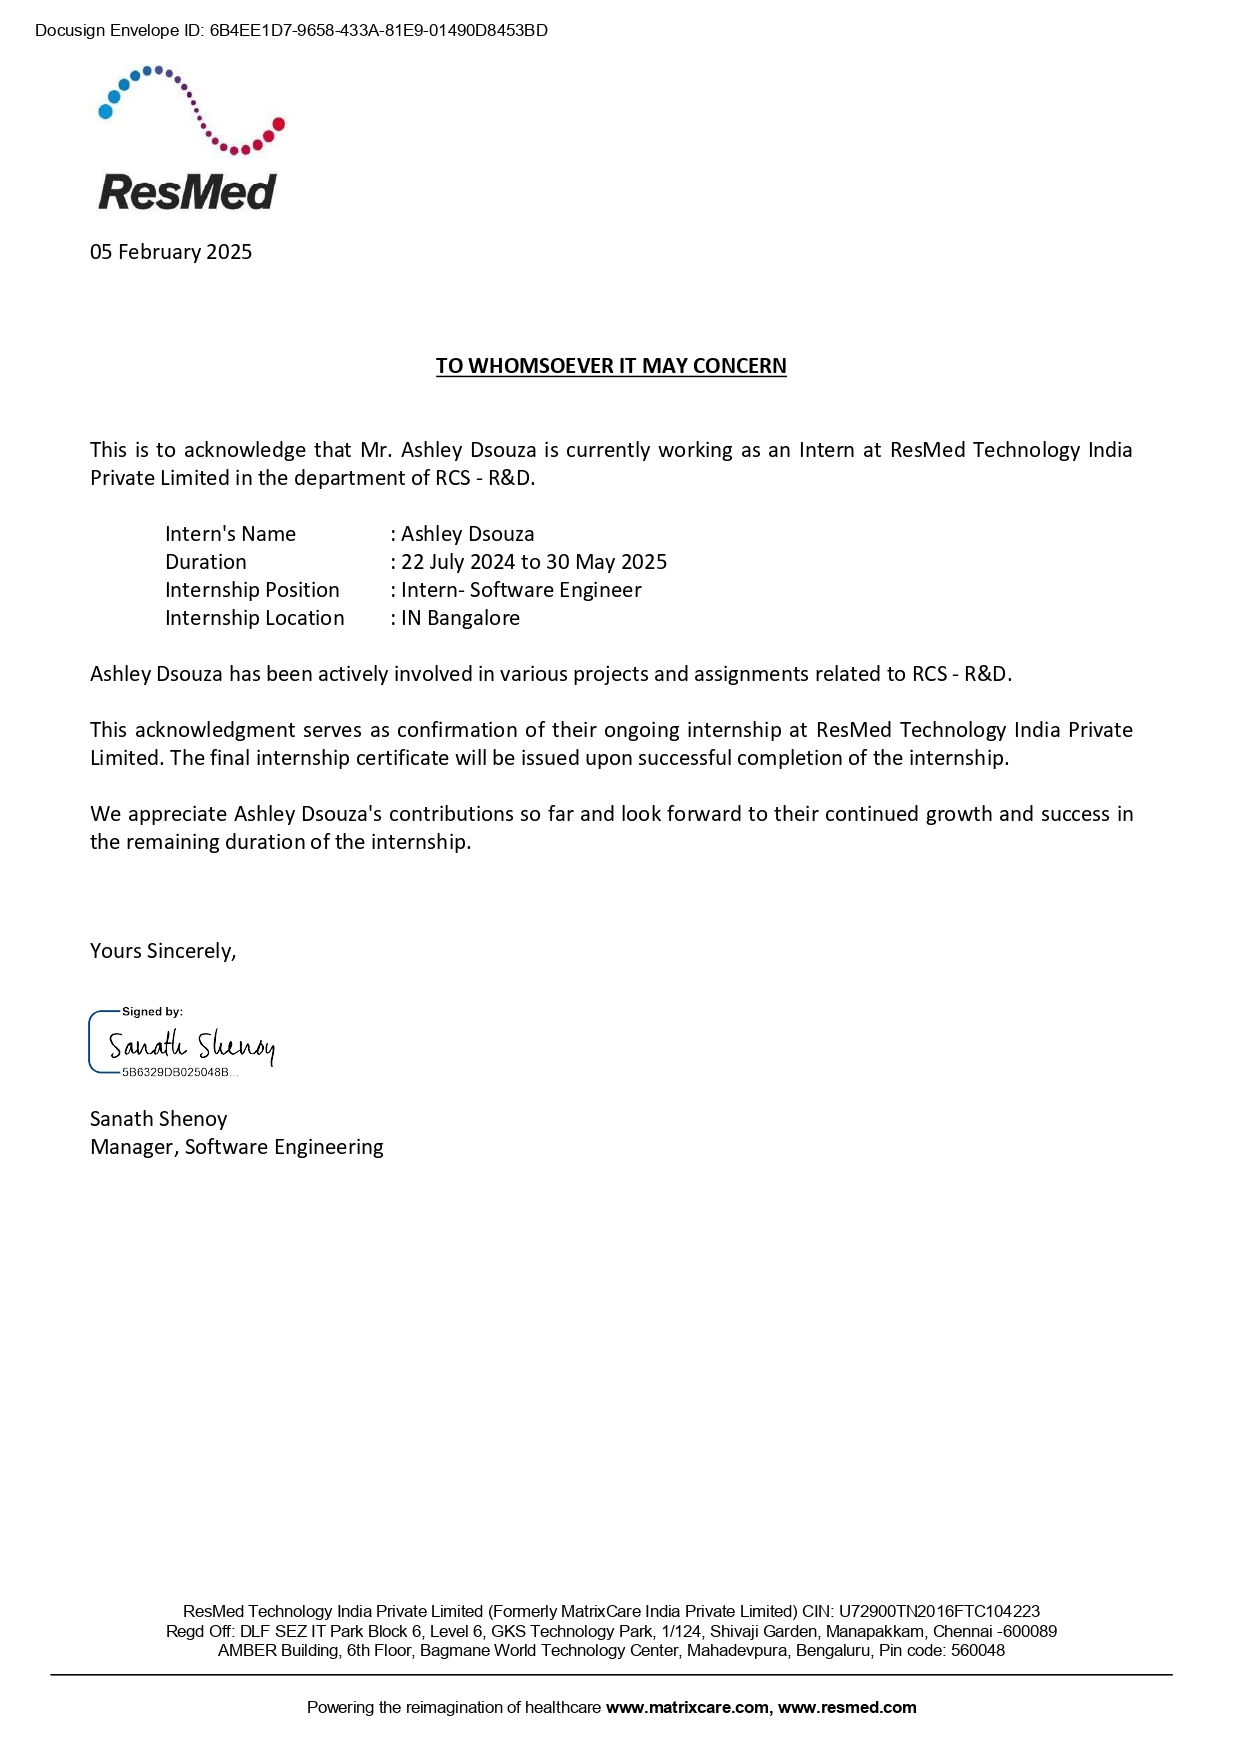 Docusign Envelope ID: 6B4EE1D7-9658-433A-81E9-01490D8453BD
ResMed
05 February 2025
TO WHOMSOEVER IT MAY CONCERN
This is to acknowledge that Mr. Ashley Dsouza is currently working as an Intern at ResMed Technology India
Private Limited in the department of RCS - R&D.
Intern's Name : Ashley Dsouza
Duration : 22 July 2024 to 30 May 2025
Internship Position : Intern- Software Engineer
Internship Location : IN Bangalore
Ashley Dsouza has been actively involved in various projects and assignments related to RCS - R&D.
This acknowledgment serves as confirmation of their ongoing internship at ResMed Technology India Private
Limited. The final internship certificate will be issued upon successful completion of the internship.
We appreciate Ashley Dsouza's contributions so far and look forward to their continued growth and success in
the remaining duration of the internship.
Yours Sincerely,
Signed by:
Sanath Shenoy
5B6329DB025048B...
Sanath Shenoy
Manager, Software Engineering
ResMed Technology India Private Limited (Formerly MatrixCare India Private Limited) CIN: U72900TN2016FTC104223
Regd Off: DLF SEZ IT Park Block 6, Level 6, GKS Technology Park, 1/124, Shivaji Garden, Manapakkam, Chennai -600089
AMBER Building, 6th Floor, Bagmane World Technology Center, Mahadevpura, Bengaluru, Pin code: 560048
Powering the reimagination of healthcare www.matrixcare.com, www.resmed.com